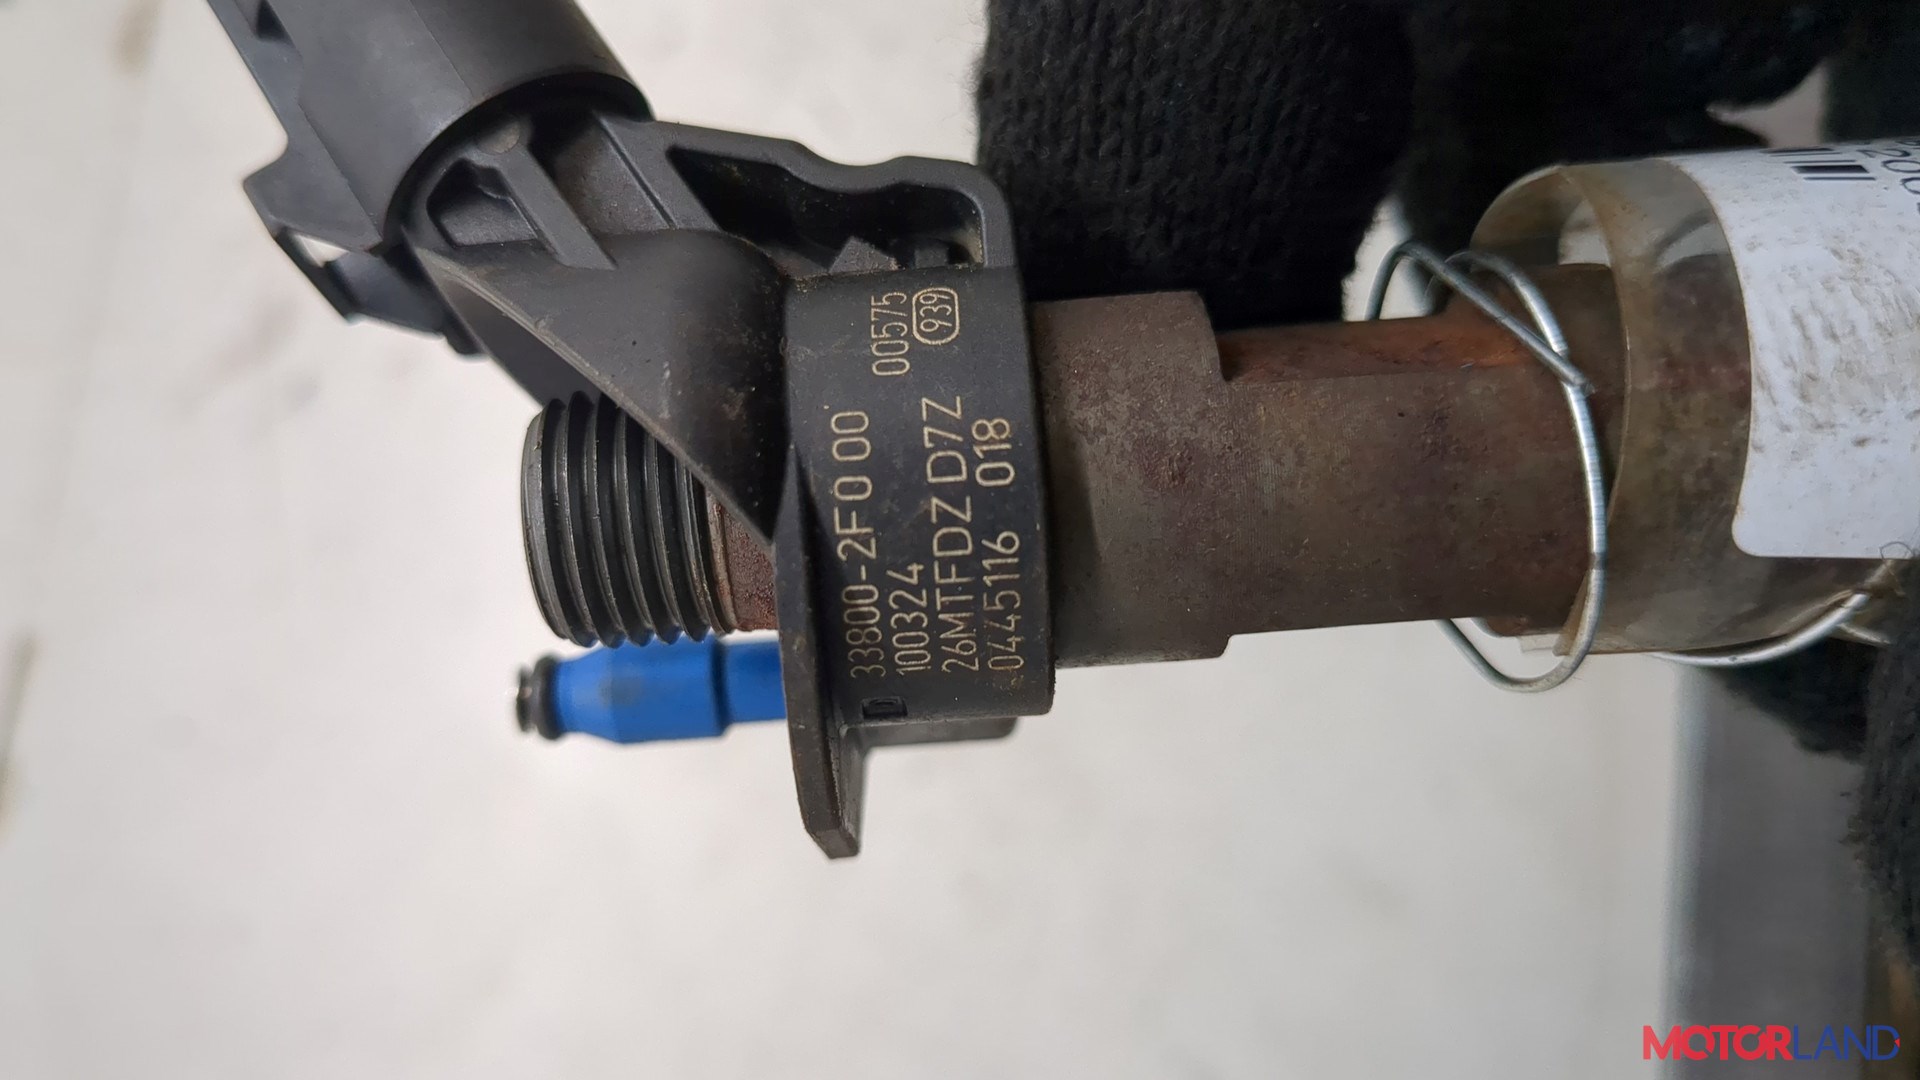 33800-2F000 00575
100324 939
26MTFDZ D7Z
0445116 018
MOTORLAND